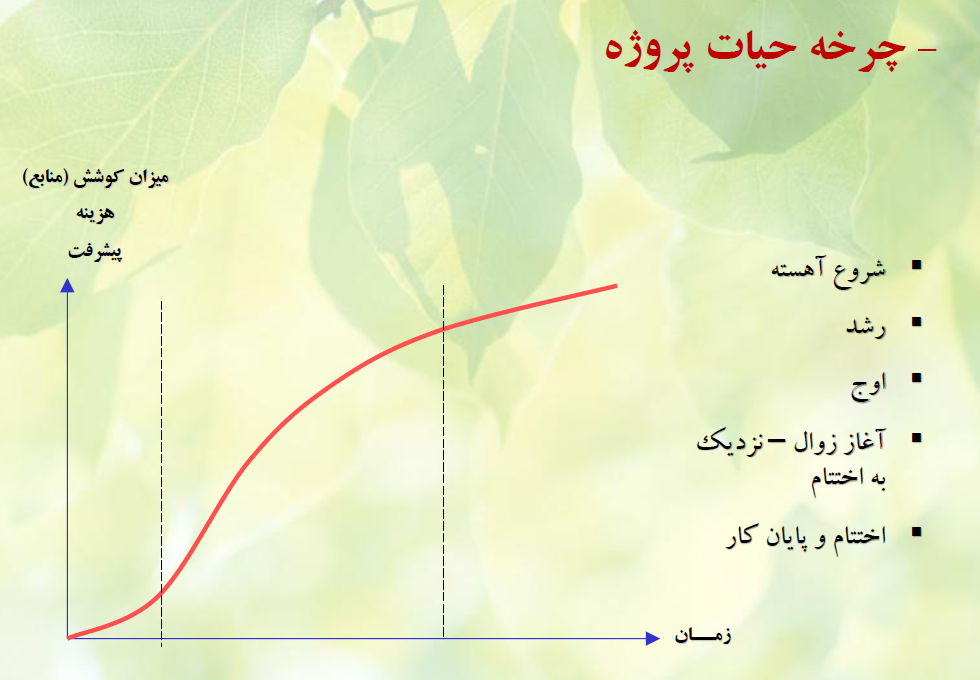 – چرخه حیات پروژه
میزان کوشش (منابع)
هزینه
پیشرفت
▪ شروع آهسته
▪ رشد
▪ اوج
▪ آغاز زوال – نزدیک
به اختتام
▪ اختتام و پایان کار
زمــان